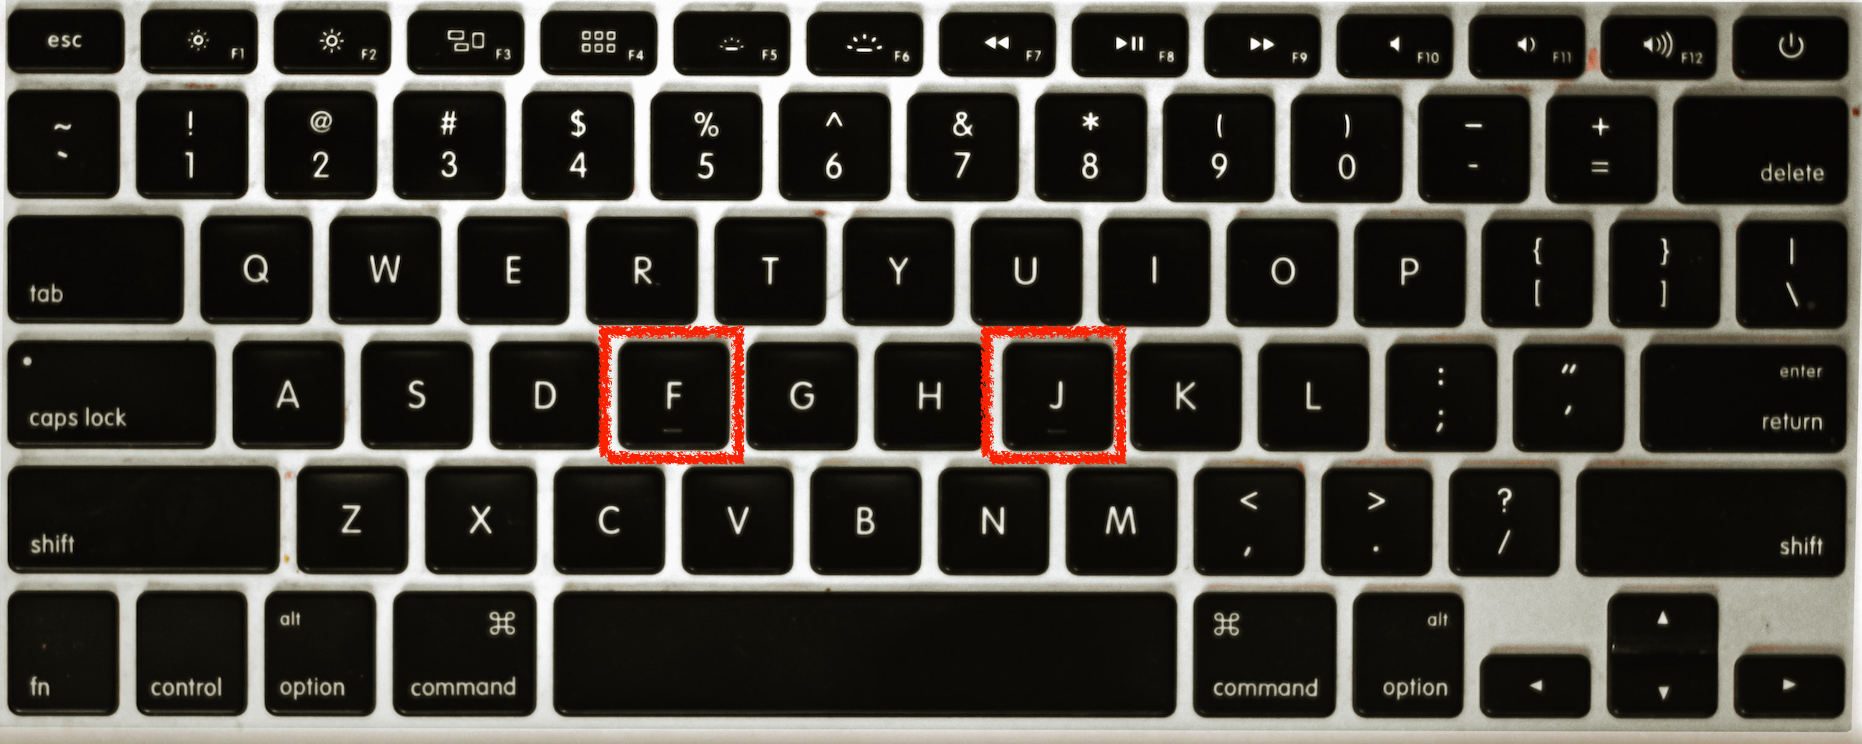 esc F1 F2 F3 F4 F5 F6 F7 F8 F9 F10 F11 F12
~ ! @ # $ % ^ & * ( ) — +
` 1 2 3 4 5 6 7 8 9 0 - = delete
tab Q W E R T Y U I O P { } |
[ ] \
caps lock A S D F G H J K L : " enter
; ' return
shift Z X C V B N M < > ? shift
, . /
alt ⌘ ⌘ alt
fn control option command command option